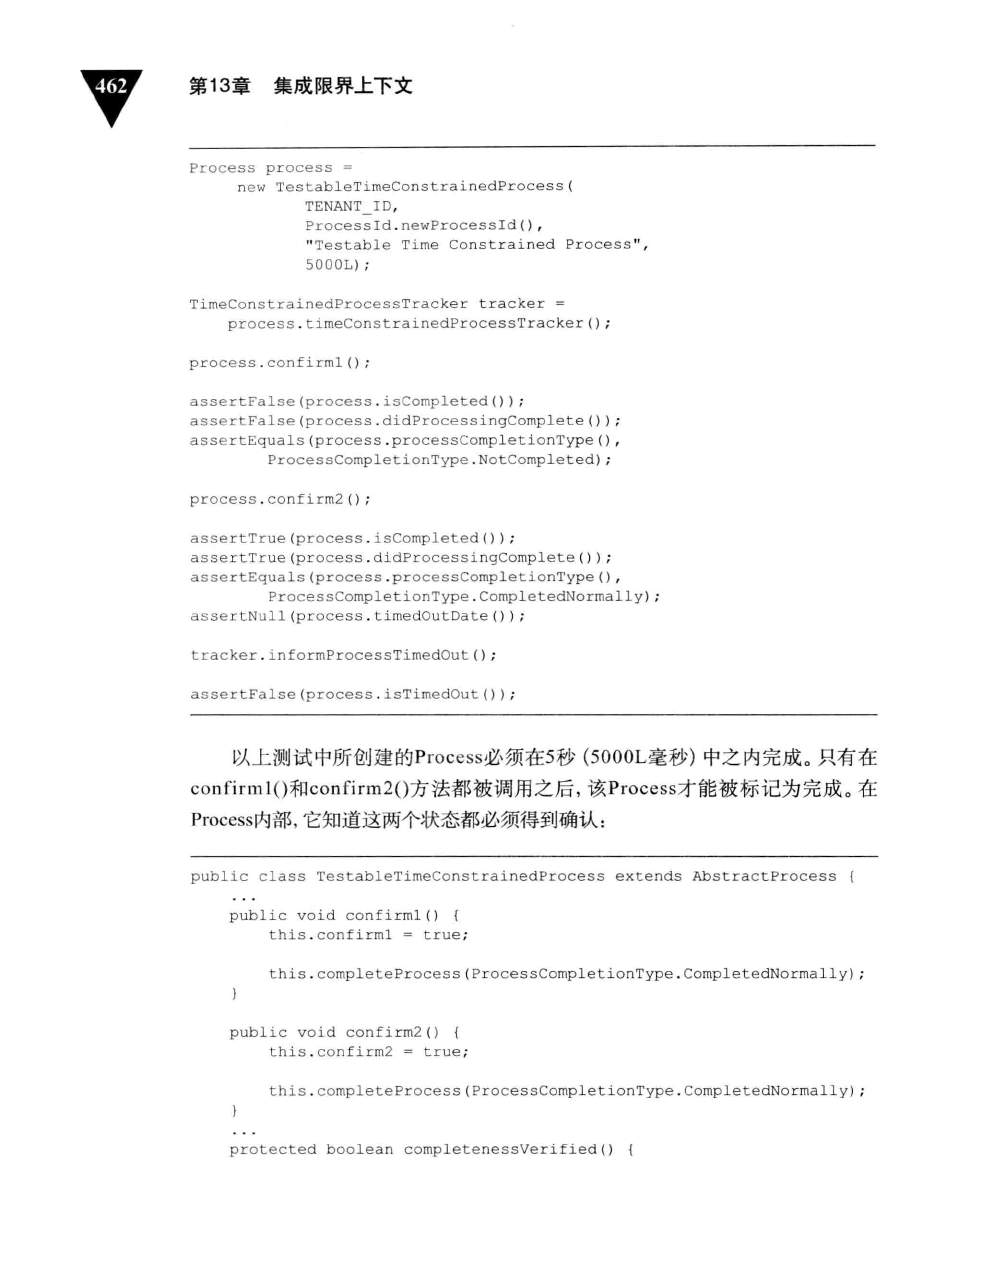 462
第13章 集成限界上下文
Process process =
new TestableTimeConstrainedProcess(
TENANT_ID,
ProcessId.newProcessId(),
"Testable Time Constrained Process",
5000L);
TimeConstrainedProcessTracker tracker =
process.timeConstrainedProcessTracker();
process.confirm1();
assertFalse(process.isCompleted());
assertFalse(process.didProcessingComplete());
assertEquals(process.processCompletionType(),
ProcessCompletionType.NotCompleted);
process.confirm2();
assertTrue(process.isCompleted());
assertTrue(process.didProcessingComplete());
assertEquals(process.processCompletionType(),
ProcessCompletionType.CompletedNormally);
assertNull(process.timedOutDate());
tracker.informProcessTimedOut();
assertFalse(process.isTimedOut());
以上测试中所创建的Process必须在5秒(5000L毫秒)中之内完成。只有在
confirm1()和confirm2()方法都被调用之后,该Process才能被标记为完成。在
Process内部,它知道这两个状态都必须得到确认:
public class TestableTimeConstrainedProcess extends AbstractProcess {
...
public void confirm1() {
this.confirm1 = true;
this.completeProcess(ProcessCompletionType.CompletedNormally);
}
public void confirm2() {
this.confirm2 = true;
this.completeProcess(ProcessCompletionType.CompletedNormally);
}
...
protected boolean completenessVerified() {